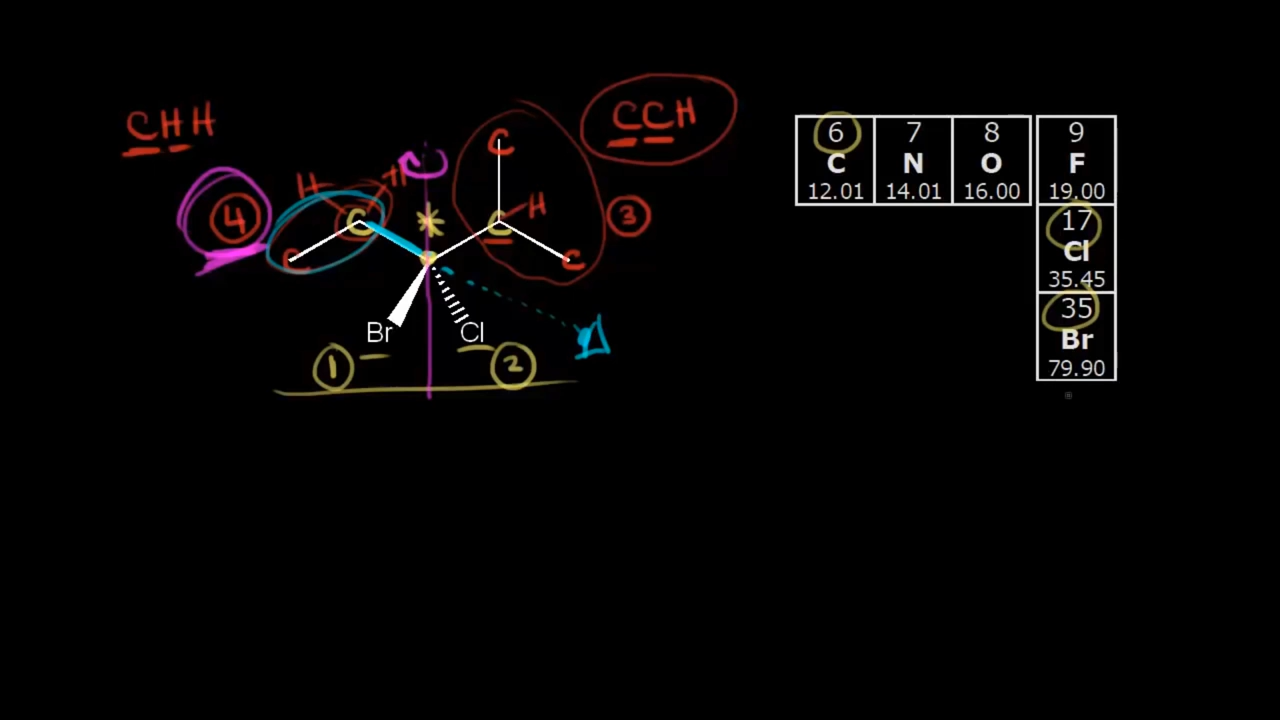 CHH
CCH
C
H H
4 C C H 3
C C
Br Cl
1 2
6 7 8 9
C N O F
12.01 14.01 16.00 19.00
17
Cl
35.45
35
Br
79.90